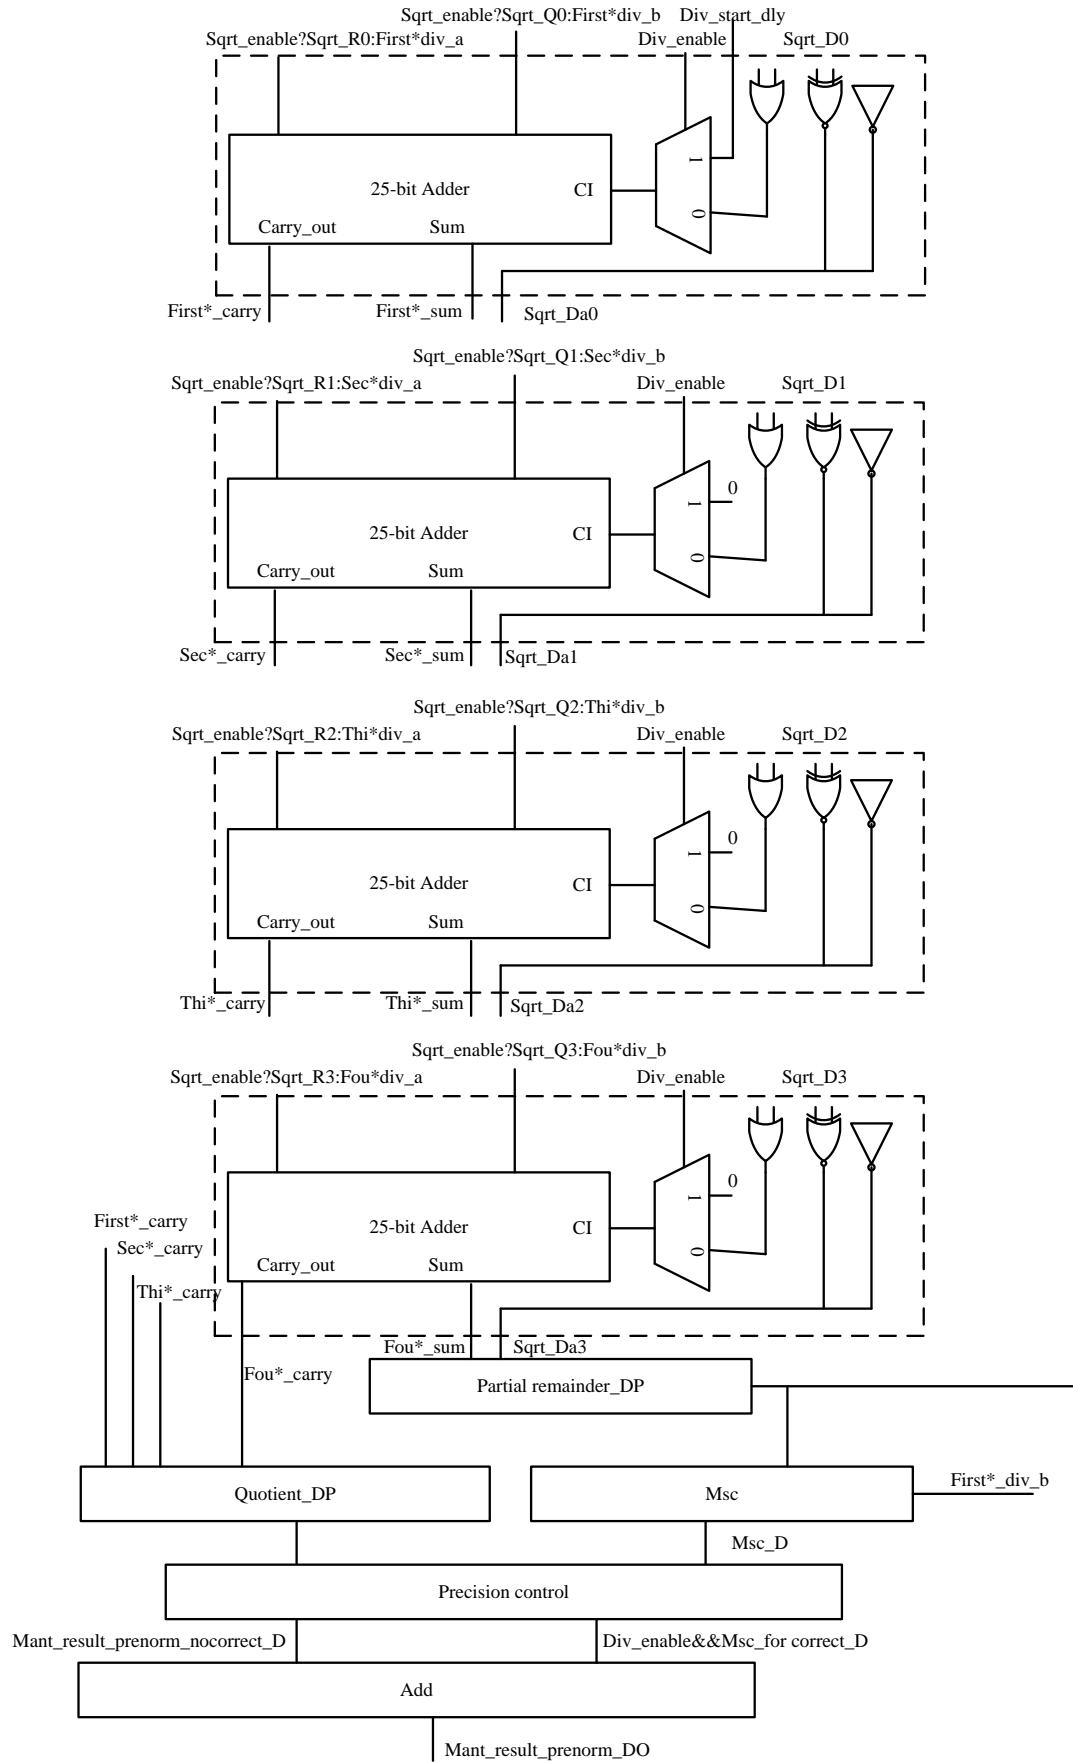 Sqrt_enable?Sqrt_Q0:First*div_b Div_start_dly
Sqrt_enable?Sqrt_R0:First*div_a Div_enable Sqrt_D0
1
25-bit Adder CI
0
Carry_out Sum
First*_carry First*_sum Sqrt_Da0
Sqrt_enable?Sqrt_Q1:Sec*div_b
Sqrt_enable?Sqrt_R1:Sec*div_a Div_enable Sqrt_D1
0
1
25-bit Adder CI
0
Carry_out Sum
Sec*_carry Sec*_sum Sqrt_Da1
Sqrt_enable?Sqrt_Q2:Thi*div_b
Sqrt_enable?Sqrt_R2:Thi*div_a Div_enable Sqrt_D2
0
1
25-bit Adder CI
0
Carry_out Sum
Thi*_carry Thi*_sum Sqrt_Da2
Sqrt_enable?Sqrt_Q3:Fou*div_b
Sqrt_enable?Sqrt_R3:Fou*div_a Div_enable Sqrt_D3
0
1
First*_carry
25-bit Adder CI
Sec*_carry
0
Carry_out Sum
Thi*_carry
Fou*_sum Sqrt_Da3
Fou*_carry
Partial remainder_DP
First*_div_b
Quotient_DP Msc
Msc_D
Precision control
Mant_result_prenorm_nocorrect_D Div_enable&&Msc_for correct_D
Add
Mant_result_prenorm_DO